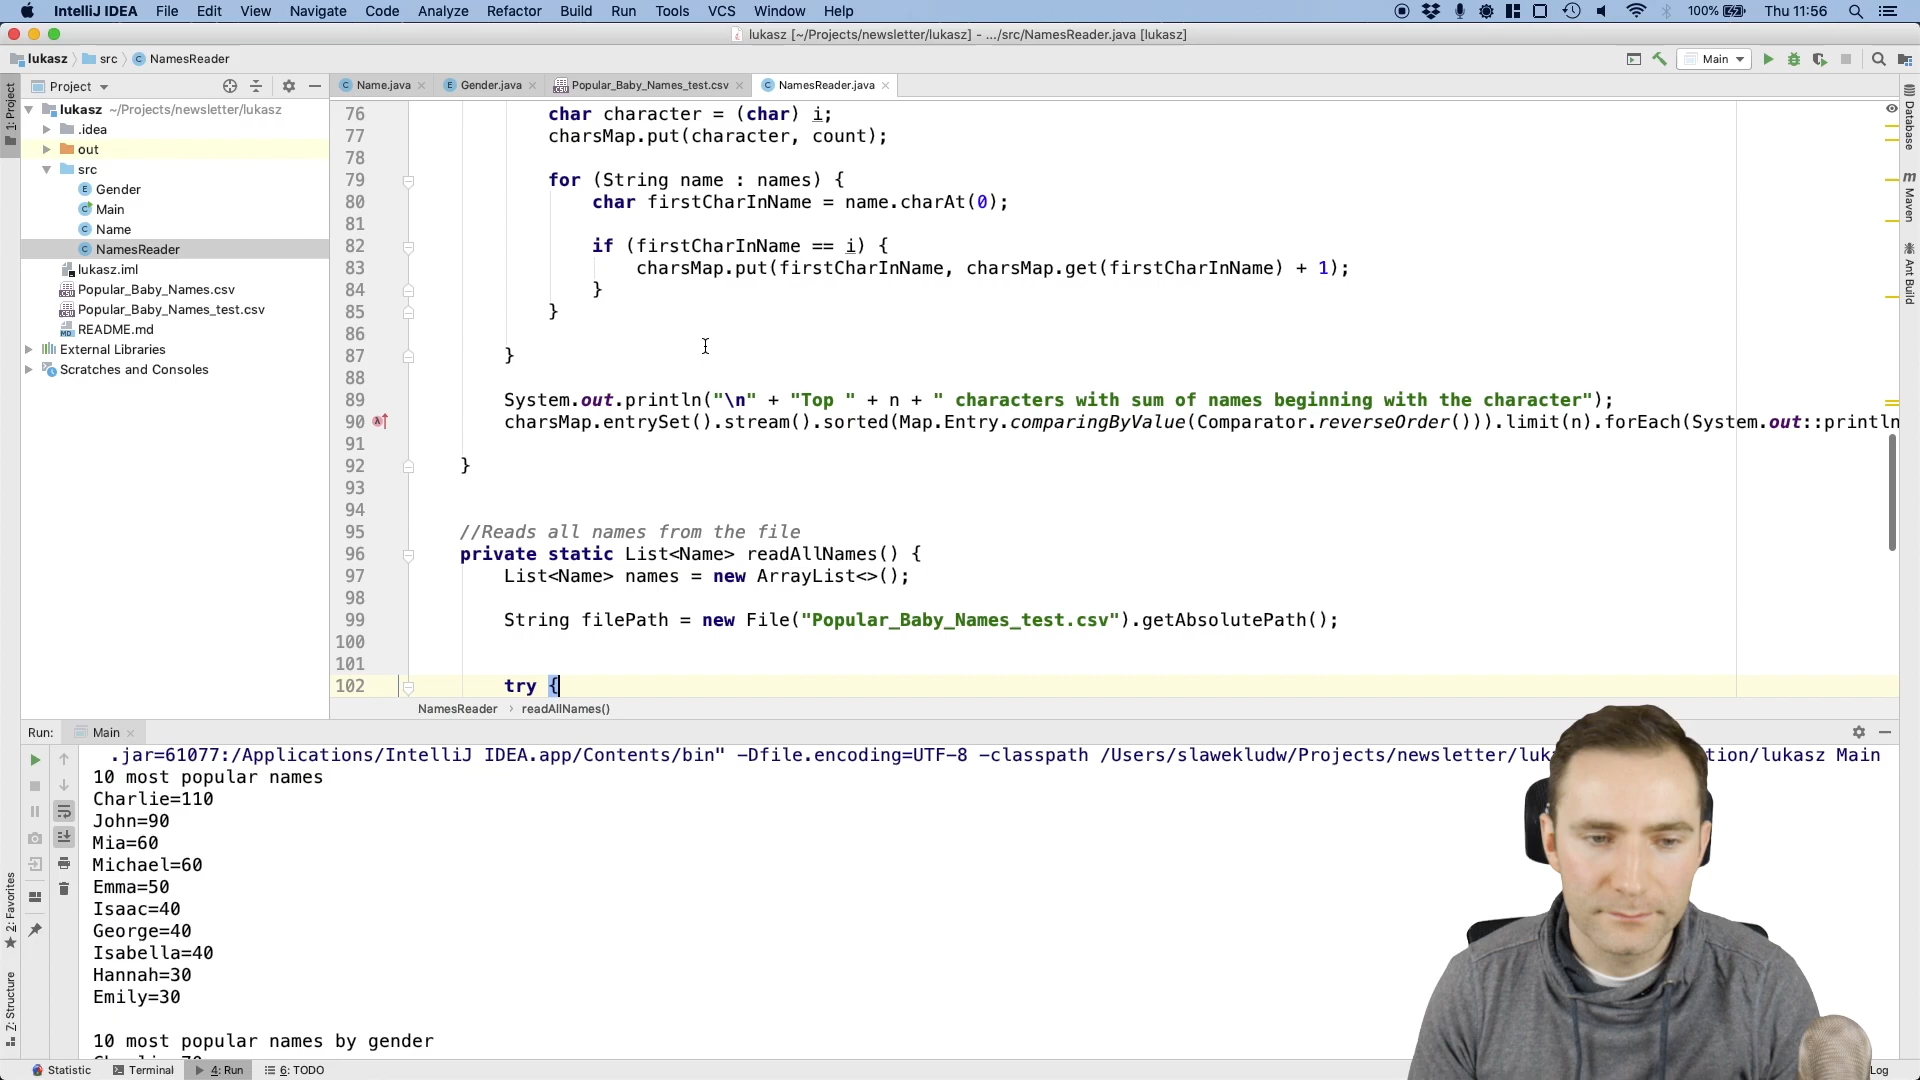 IntelliJ IDEA File Edit View Navigate Code Analyze Refactor Build Run Tools VCS Window Help 100% Thu 11:56
lukasz [~/Projects/newsletter/lukasz] - .../src/NamesReader.java [lukasz]
lukasz src NamesReader Main
Project Name.java Gender.java Popular_Baby_Names_test.csv NamesReader.java
lukasz ~/Projects/newsletter/lukasz
.idea
out
src
Gender
Main
Name
NamesReader
lukasz.iml
Popular_Baby_Names.csv
Popular_Baby_Names_test.csv
README.md
External Libraries
Scratches and Consoles
76 char character = (char) i;
77 charsMap.put(character, count);
78
79 for (String name : names) {
80 char firstCharInName = name.charAt(0);
81
82 if (firstCharInName == i) {
83 charsMap.put(firstCharInName, charsMap.get(firstCharInName) + 1);
84 }
85 }
86
87 }
88
89 System.out.println("\n" + "Top " + n + " characters with sum of names beginning with the character");
90 charsMap.entrySet().stream().sorted(Map.Entry.comparingByValue(Comparator.reverseOrder())).limit(n).forEach(System.out::println
91
92 }
93
94
95 //Reads all names from the file
96 private static List<Name> readAllNames() {
97 List<Name> names = new ArrayList<>();
98
99 String filePath = new File("Popular_Baby_Names_test.csv").getAbsolutePath();
100
101
102 try {
NamesReader › readAllNames()
1: Project
2: Favorites
Z: Structure
Database
Maven
Ant Build
Run: Main
.jar=61077:/Applications/IntelliJ IDEA.app/Contents/bin" -Dfile.encoding=UTF-8 -classpath /Users/slawekludw/Projects/newsletter/luk tion/lukasz Main
10 most popular names
Charlie=110
John=90
Mia=60
Michael=60
Emma=50
Isaac=40
George=40
Isabella=40
Hannah=30
Emily=30
10 most popular names by gender
Statistic Terminal 4: Run 6: TODO Log